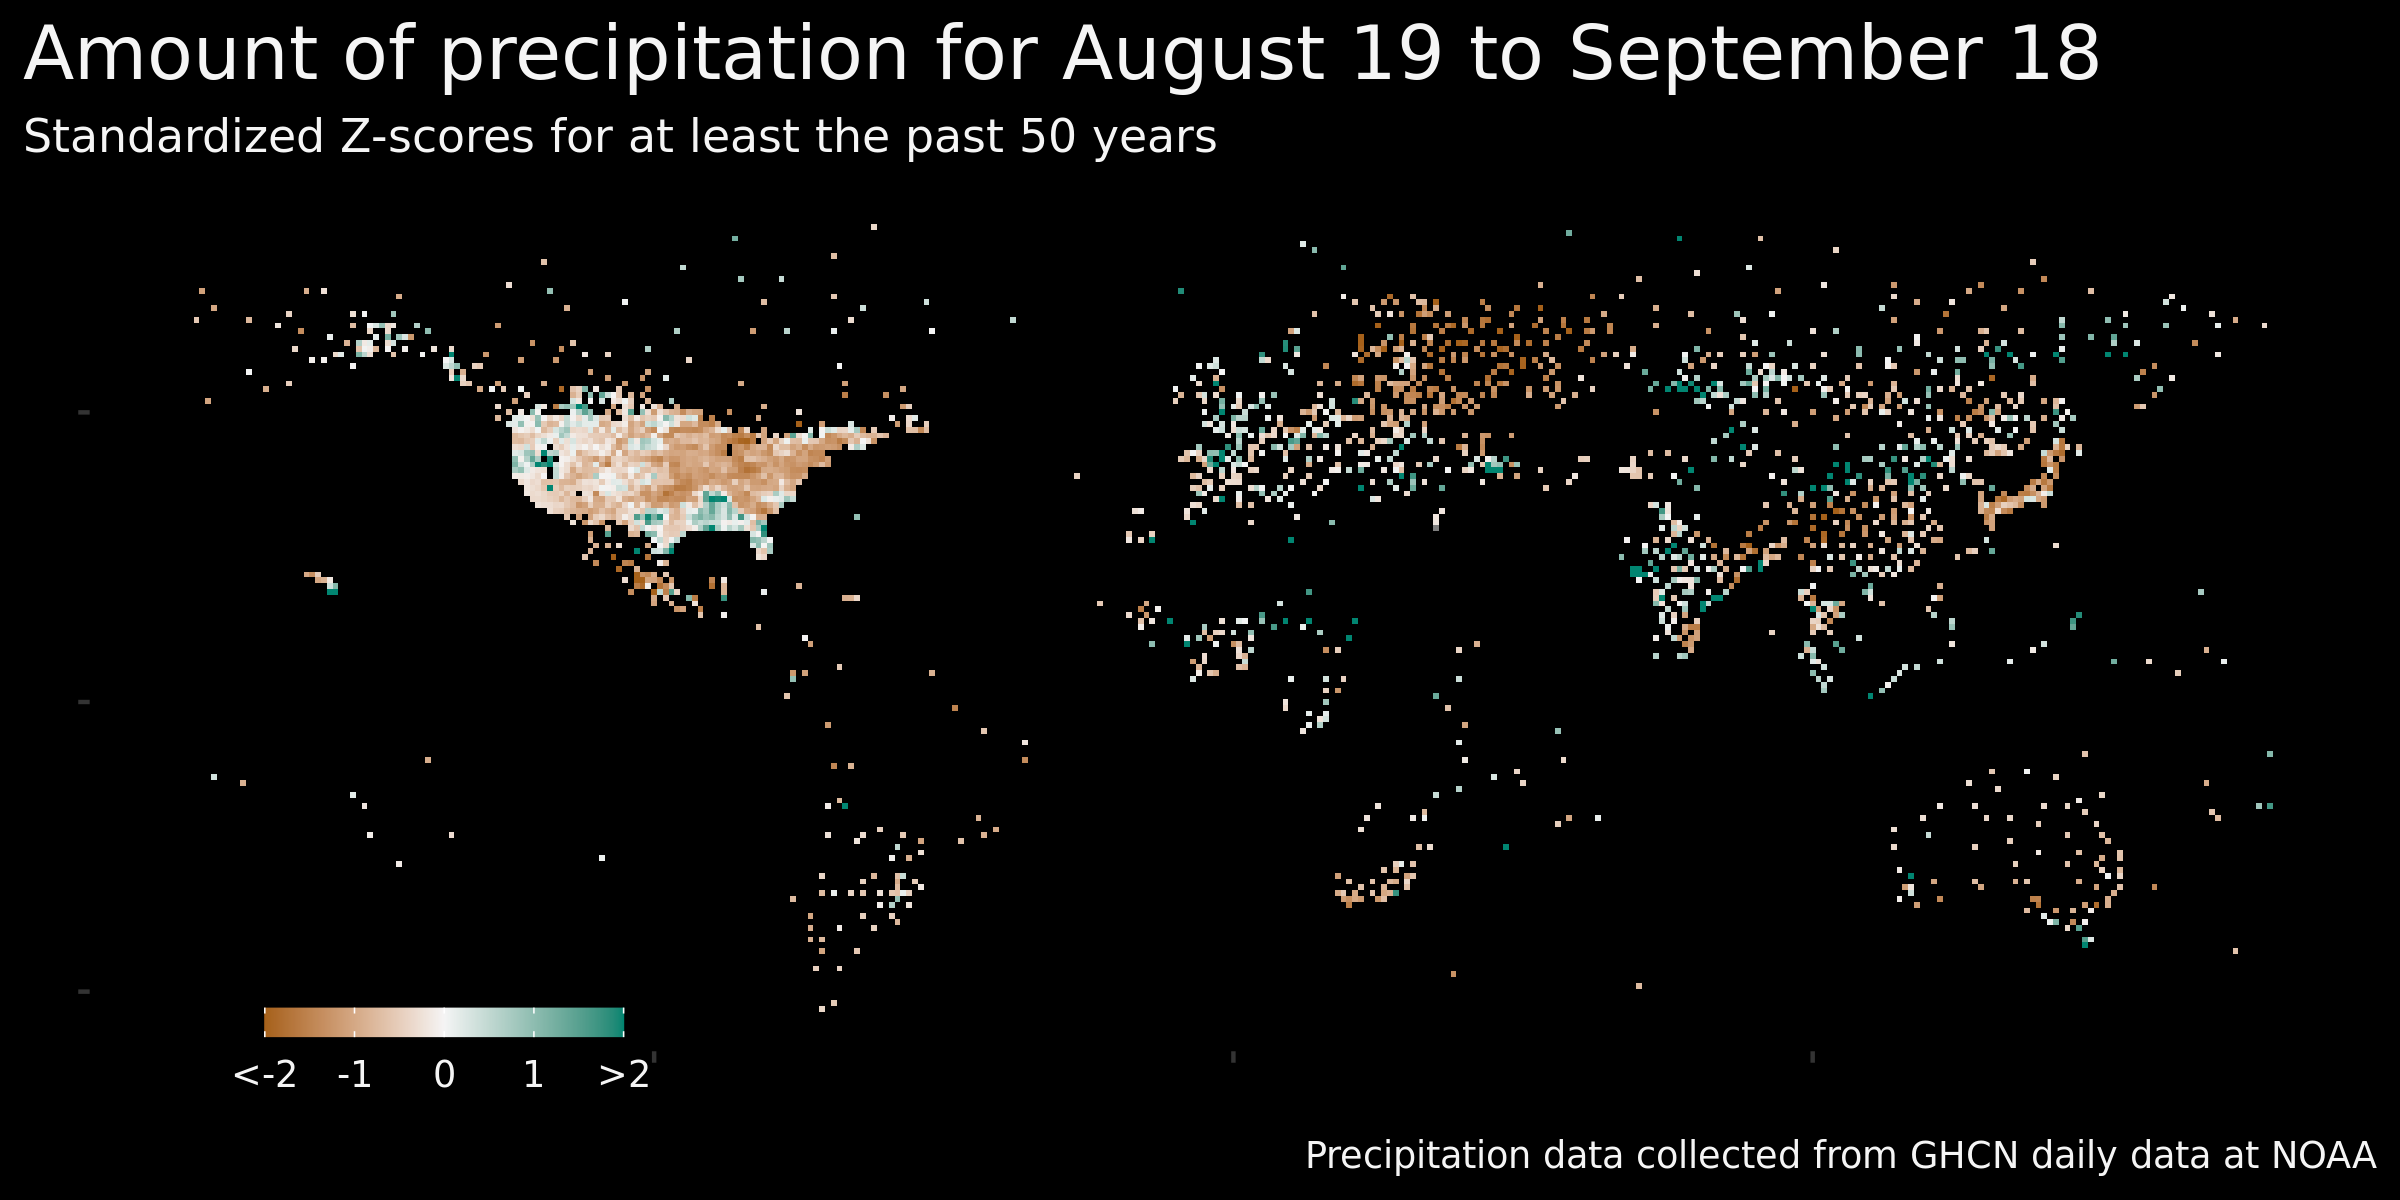 Amount of precipitation for August 19 to September 18
Standardized Z-scores for at least the past 50 years
<-2 -1 0 1 >2
Precipitation data collected from GHCN daily data at NOAA